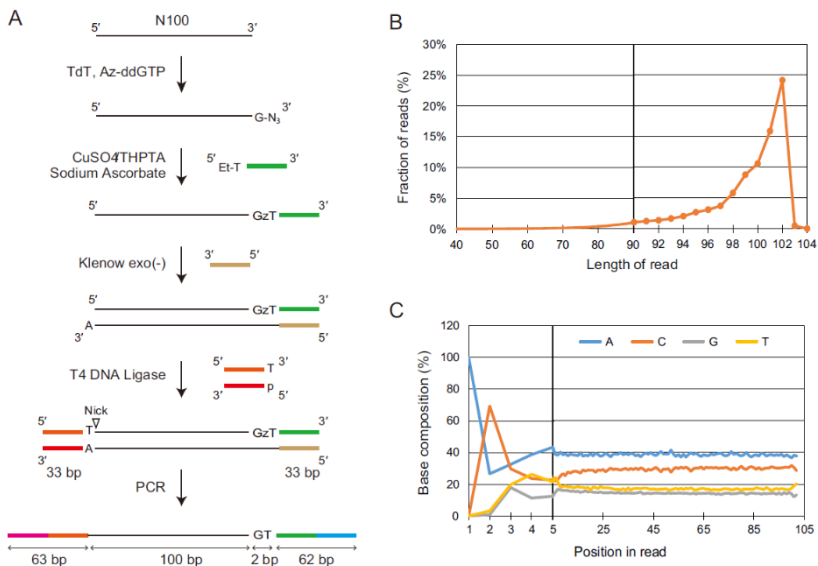 A
N100
5′ 3′
TdT, Az-ddGTP
5′ G-N3 3′
CuSO4/THPTA
Sodium Ascorbate
5′ Et-T 3′
5′ GzT 3′
Klenow exo(-)
3′ 5′
5′ GzT 3′
3′ A 5′
T4 DNA Ligase
5′ T 3′
3′ p 5′
Nick
5′ T GzT 3′
3′ A 5′
33 bp 33 bp
PCR
GT
63 bp 100 bp 2 bp 62 bp
B
Fraction of reads (%)
30%
25%
20%
15%
10%
5%
0%
40 50 60 70 80 90 92 94 96 98 100 102 104
Length of read
C
Base composition (%)
A C G T
120
100
80
60
40
20
0
1 2 3 4 5 25 45 65 85 105
Position in read